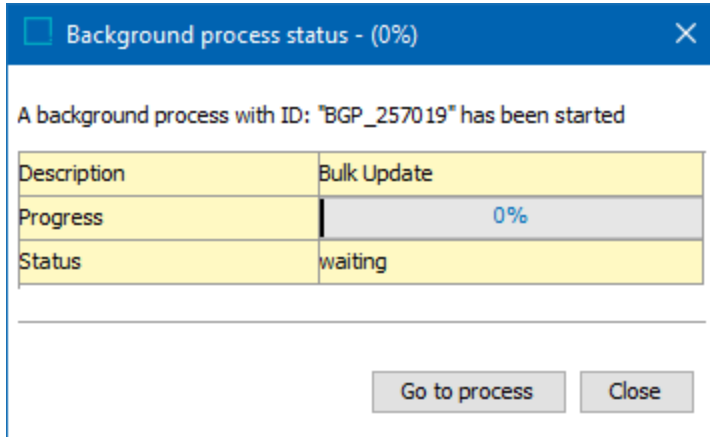 Background process status - (0%)
A background process with ID: "BGP_257019" has been started
Description Bulk Update
Progress 0%
Status waiting
Go to process Close